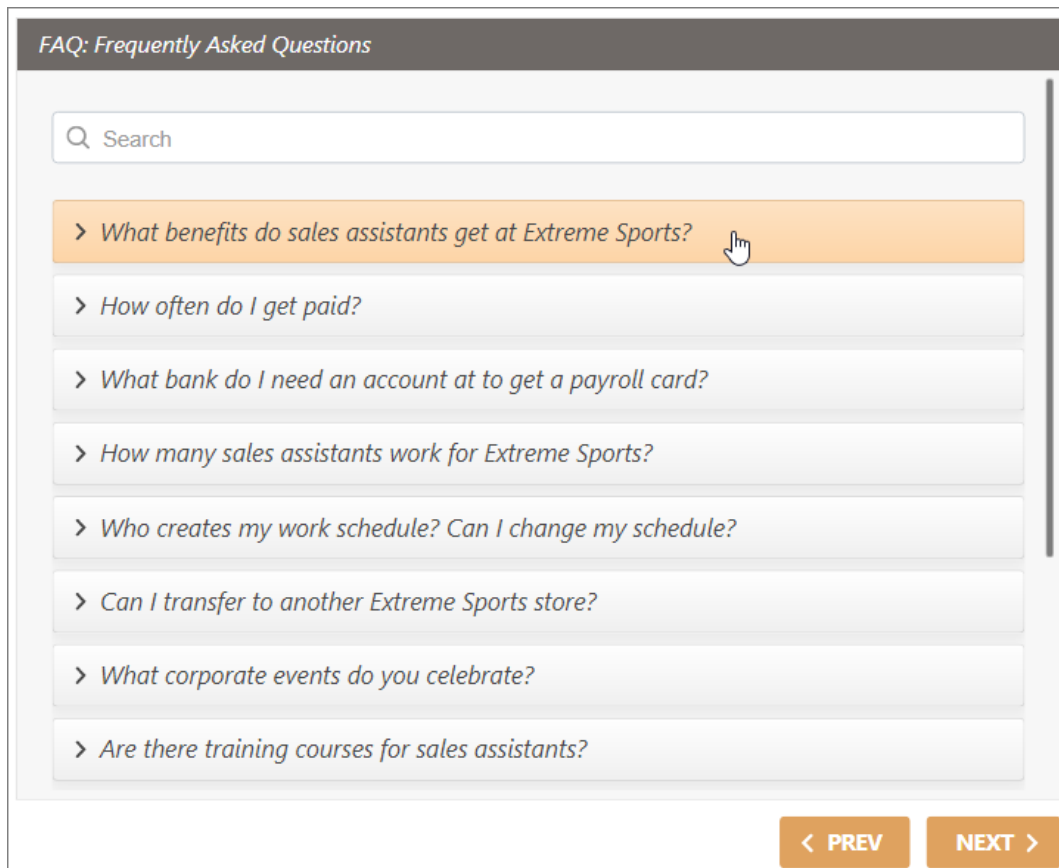 FAQ: Frequently Asked Questions
Search
What benefits do sales assistants get at Extreme Sports?
How often do I get paid?
What bank do I need an account at to get a payroll card?
How many sales assistants work for Extreme Sports?
Who creates my work schedule? Can I change my schedule?
Can I transfer to another Extreme Sports store?
What corporate events do you celebrate?
Are there training courses for sales assistants?
PREV NEXT